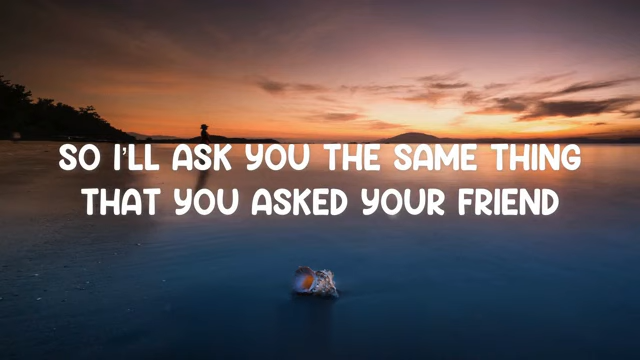 SO I'LL ASK YOU THE SAME THING
THAT YOU ASKED YOUR FRIEND